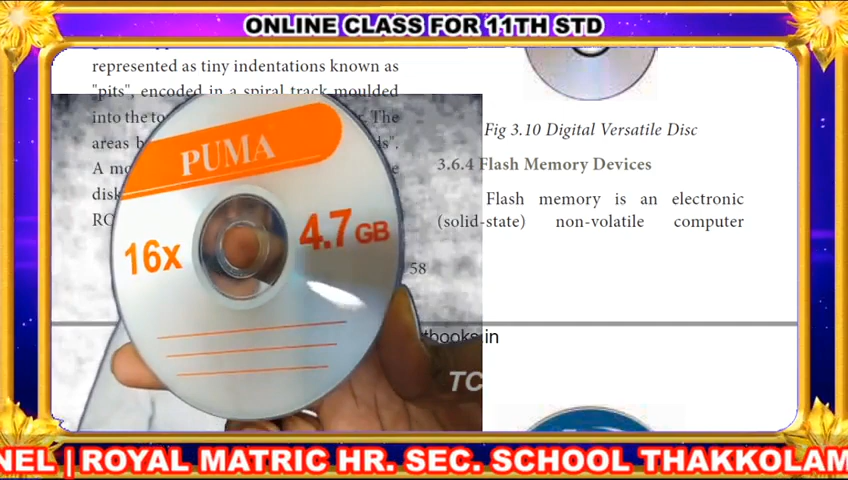 ONLINE CLASS FOR 11TH STD
represented as tiny indentations known as
"pits", encoded in a spiral track moulded
into the to
The
areas b
ds".
A mo
e
disk
RO
PUMA
16x
4.7 GB
Fig 3.10 Digital Versatile Disc
3.6.4 Flash Memory Devices
Flash memory is an electronic
(solid-state) non-volatile computer
58
tbooks.in
TC
NEL | ROYAL MATRIC HR. SEC. SCHOOL THAKKOLAM